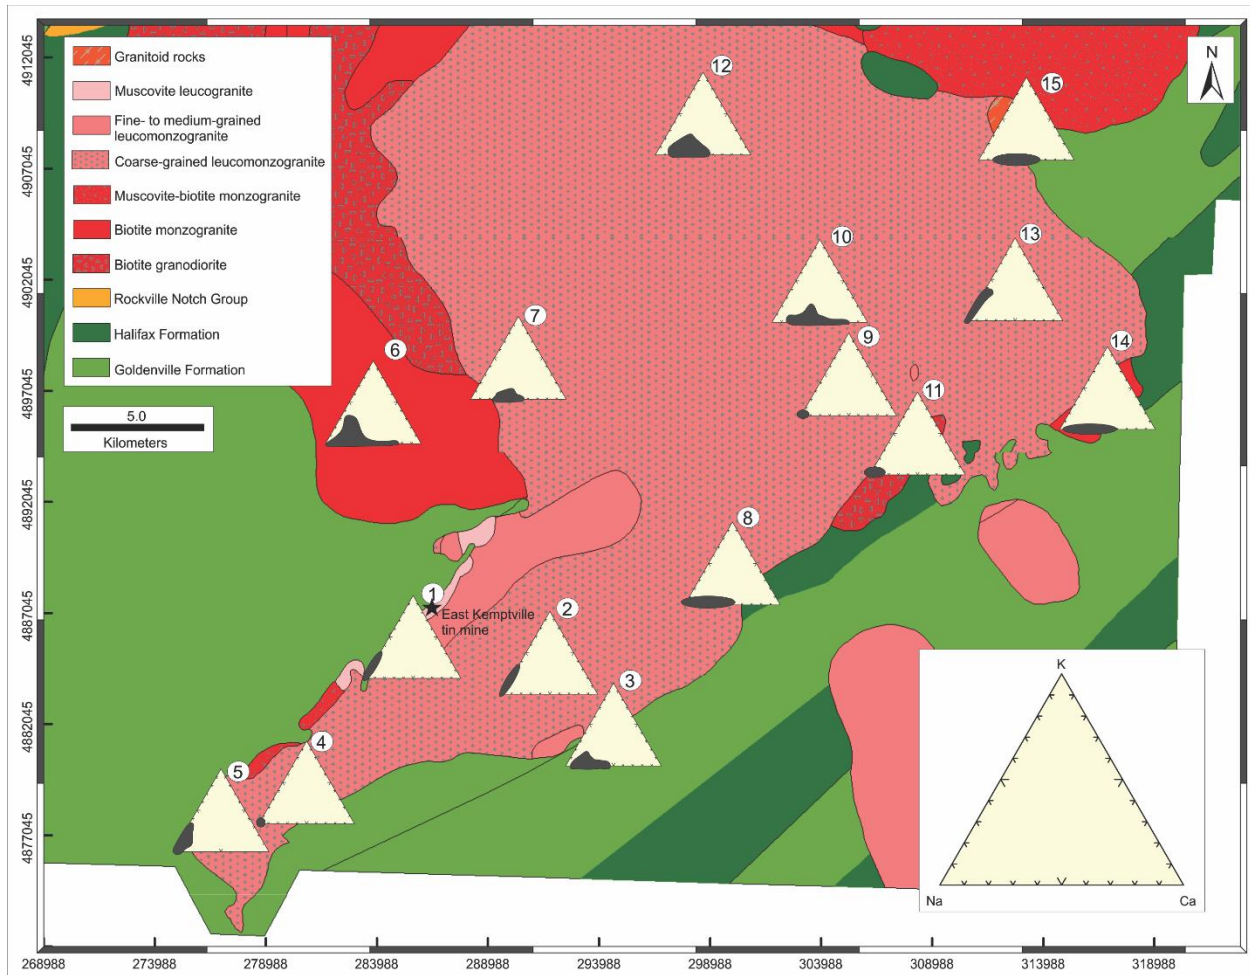 Granitoid rocks
Muscovite leucogranite
Fine- to medium-grained
leucomonzogranite
Coarse-grained leucomonzogranite
Muscovite-biotite monzogranite
Biotite monzogranite
Biotite granodiorite
Rockville Notch Group
Halifax Formation
Goldenville Formation
5.0
Kilometers
N
12
15
10
13
7
6
9
14
11
8
1
East Kemptville
tin mine
2
3
4
5
K
Na
Ca
4912045
4907045
4902045
4897045
4892045
4887045
4882045
4877045
268988
273988
278988
283988
288988
293988
298988
303988
308988
313988
318988